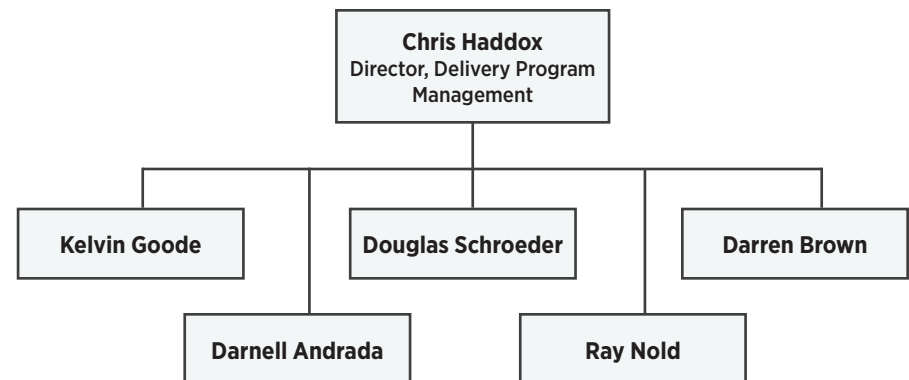 Chris Haddox
Director, Delivery Program
Management
Kelvin Goode
Douglas Schroeder
Darren Brown
Darnell Andrada
Ray Nold